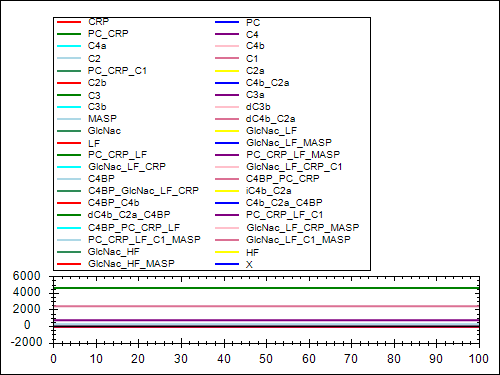 CRP PC
PC_CRP C4
C4a C4b
C2 C1
PC_CRP_C1 C2a
C2b C4b_C2a
C3 C3a
C3b dC3b
MASP dC4b_C2a
GlcNac GlcNac_LF
LF GlcNac_LF_MASP
PC_CRP_LF PC_CRP_LF_MASP
GlcNac_LF_CRP GlcNac_LF_CRP_C1
C4BP C4BP_PC_CRP
C4BP_GlcNac_LF_CRP iC4b_C2a
C4BP_C4b C4b_C2a_C4BP
dC4b_C2a_C4BP PC_CRP_LF_C1
C4BP_PC_CRP_LF GlcNac_LF_CRP_MASP
PC_CRP_LF_C1_MASP GlcNac_LF_C1_MASP
GlcNac_HF HF
GlcNac_HF_MASP X
6000
4000
2000
0
-2000
0 10 20 30 40 50 60 70 80 90 100